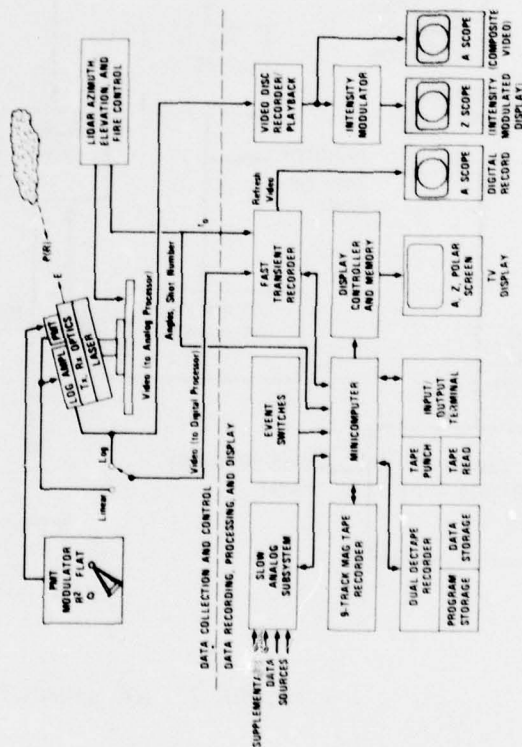 PMT
MODULATOR
R² FLAT
LOG AMPL
PMT
Tx, Rx OPTICS
LASER
E
P(R)
LIDAR AZIMUTH
ELEVATION, AND
FIRE CONTROL
Linear
Log
Video (to Analog Processor)
Angles, Shot Number
Video (to Digital Processor)
DATA COLLECTION AND CONTROL
DATA RECORDING, PROCESSING, AND DISPLAY
SUPPLEMENTARY
DATA
SOURCES
SLOW
ANALOG
SUBSYSTEM
EVENT
SWITCHES
FAST
TRANSIENT
RECORDER
Refresh
Video
VIDEO DISC
RECORDER/
PLAYBACK
9-TRACK MAG TAPE
RECORDER
MINICOMPUTER
DISPLAY
CONTROLLER
AND MEMORY
INTENSITY
MODULATOR
DUAL DECTAPE
RECORDER
PROGRAM
STORAGE
DATA
STORAGE
TAPE
PUNCH
TAPE
READ
INPUT/
OUTPUT
TERMINAL
A, Z, POLAR
SCREEN
TV
DISPLAY
A SCOPE
DIGITAL
RECORD
Z SCOPE
(INTENSITY
MODULATED
DISPLAY)
A SCOPE
(COMPOSITE
VIDEO)